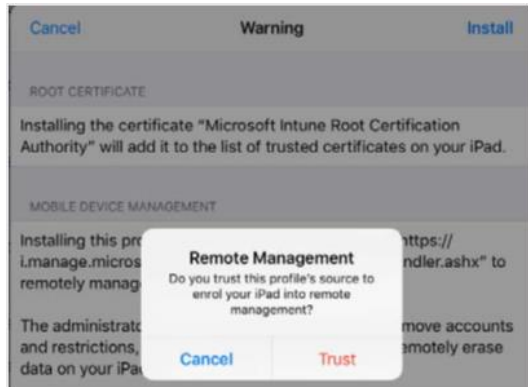 Cancel Warning Install
ROOT CERTIFICATE
Installing the certificate “Microsoft Intune Root Certification
Authority” will add it to the list of trusted certificates on your iPad.
MOBILE DEVICE MANAGEMENT
Installing this pro ttps://
i.manage.micros ndler.ashx” to
remotely manag
Remote Management
Do you trust this profile's source to
enrol your iPad into remote
management?
The administrato move accounts
and restrictions, emotely erase
data on your iPa
Cancel Trust